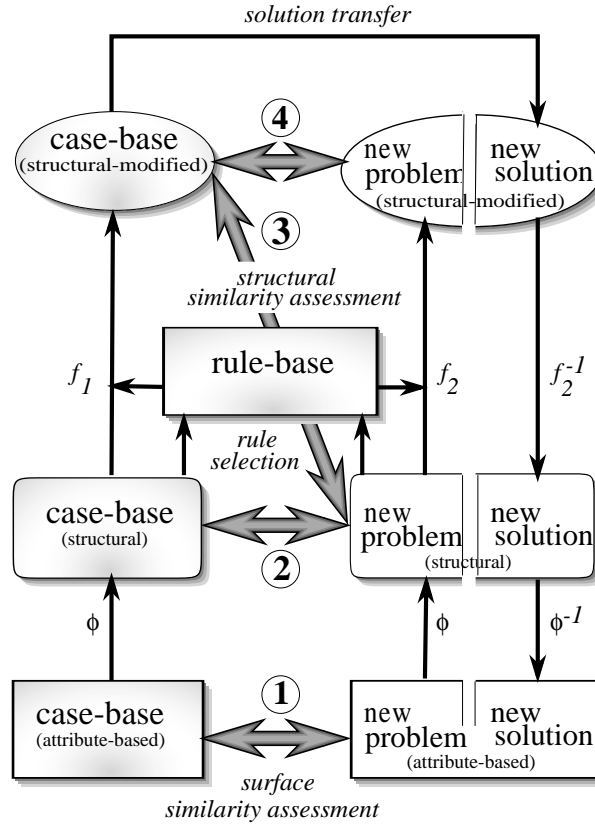 solution transfer
4
case-base
(structural-modified)
new
problem
new
solution
(structural-modified)
3
structural
similarity assessment
rule-base
f1
f2
f2-1
rule
selection
case-base
(structural)
new
problem
new
solution
(structural)
2
ϕ
ϕ
ϕ-1
1
case-base
(attribute-based)
new
problem
new
solution
(attribute-based)
surface
similarity assessment